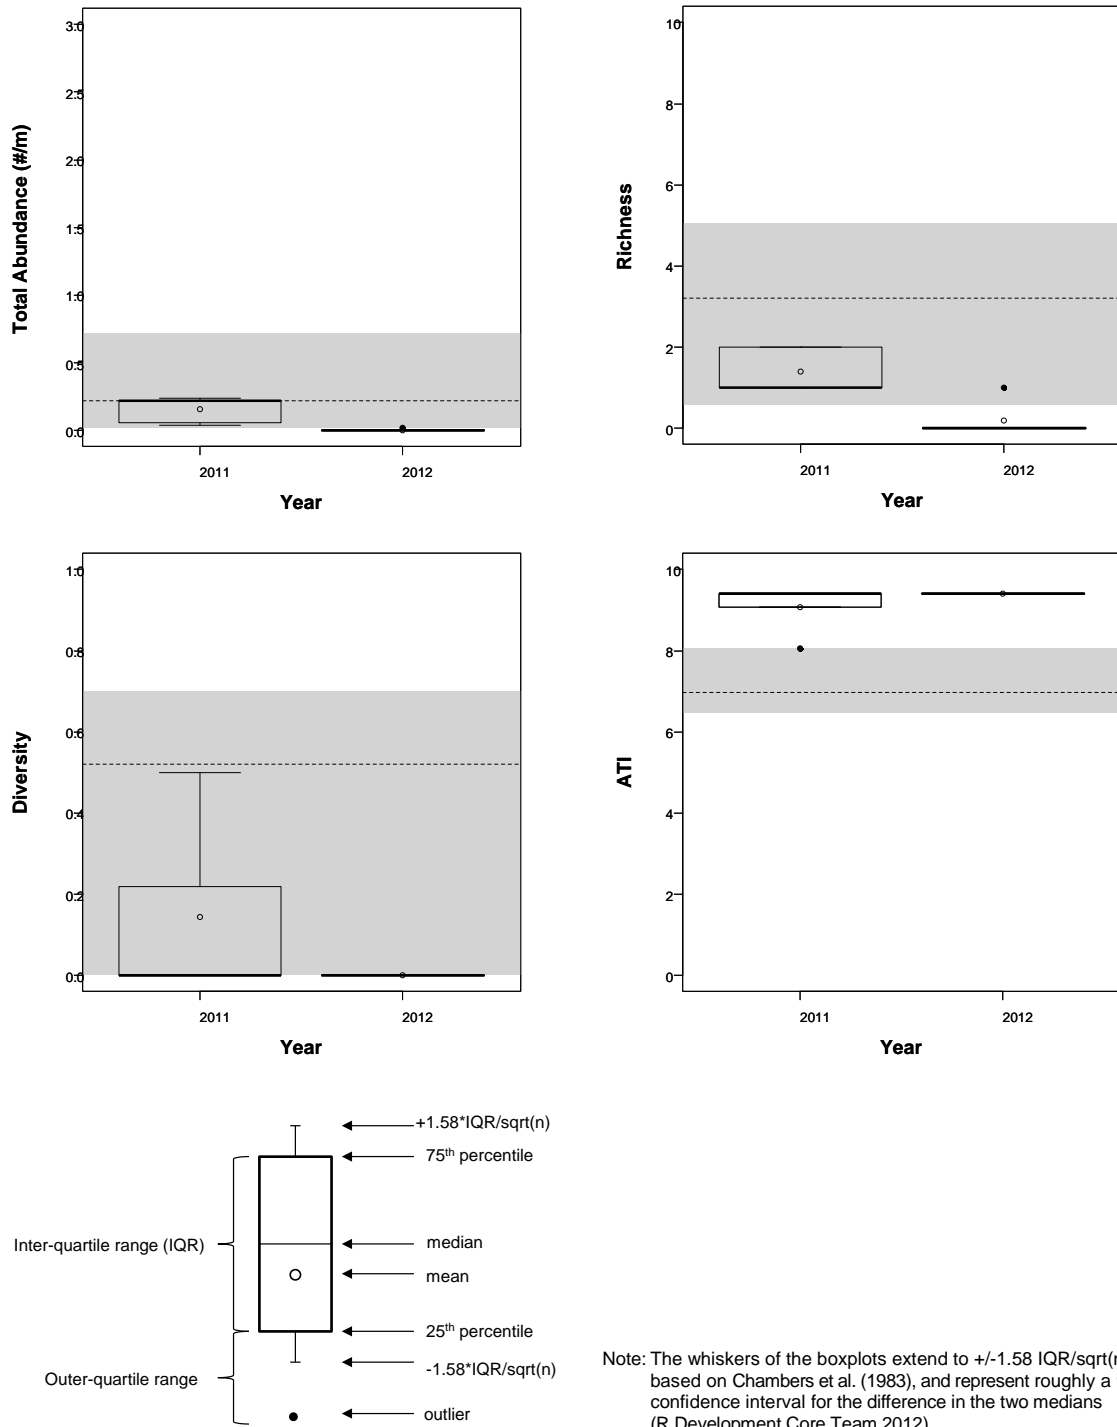 3.0
2.5
2.0
1.5
1.0
0.5
0.0
Total Abundance (#/m)
2011
2012
Year
10
8
6
4
2
0
Richness
2011
2012
Year
1.0
0.8
0.6
0.4
0.2
0.0
Diversity
2011
2012
Year
10
8
6
4
2
0
ATI
2011
2012
Year
+1.58*IQR/sqrt(n)
75th percentile
Inter-quartile range (IQR)
median
mean
25th percentile
-1.58*IQR/sqrt(n)
Outer-quartile range
outlier
Note: The whiskers of the boxplots extend to +/-1.58 IQR/sqrt(n
based on Chambers et al. (1983), and represent roughly a
confidence interval for the difference in the two medians
(R Development Core Team 2012)